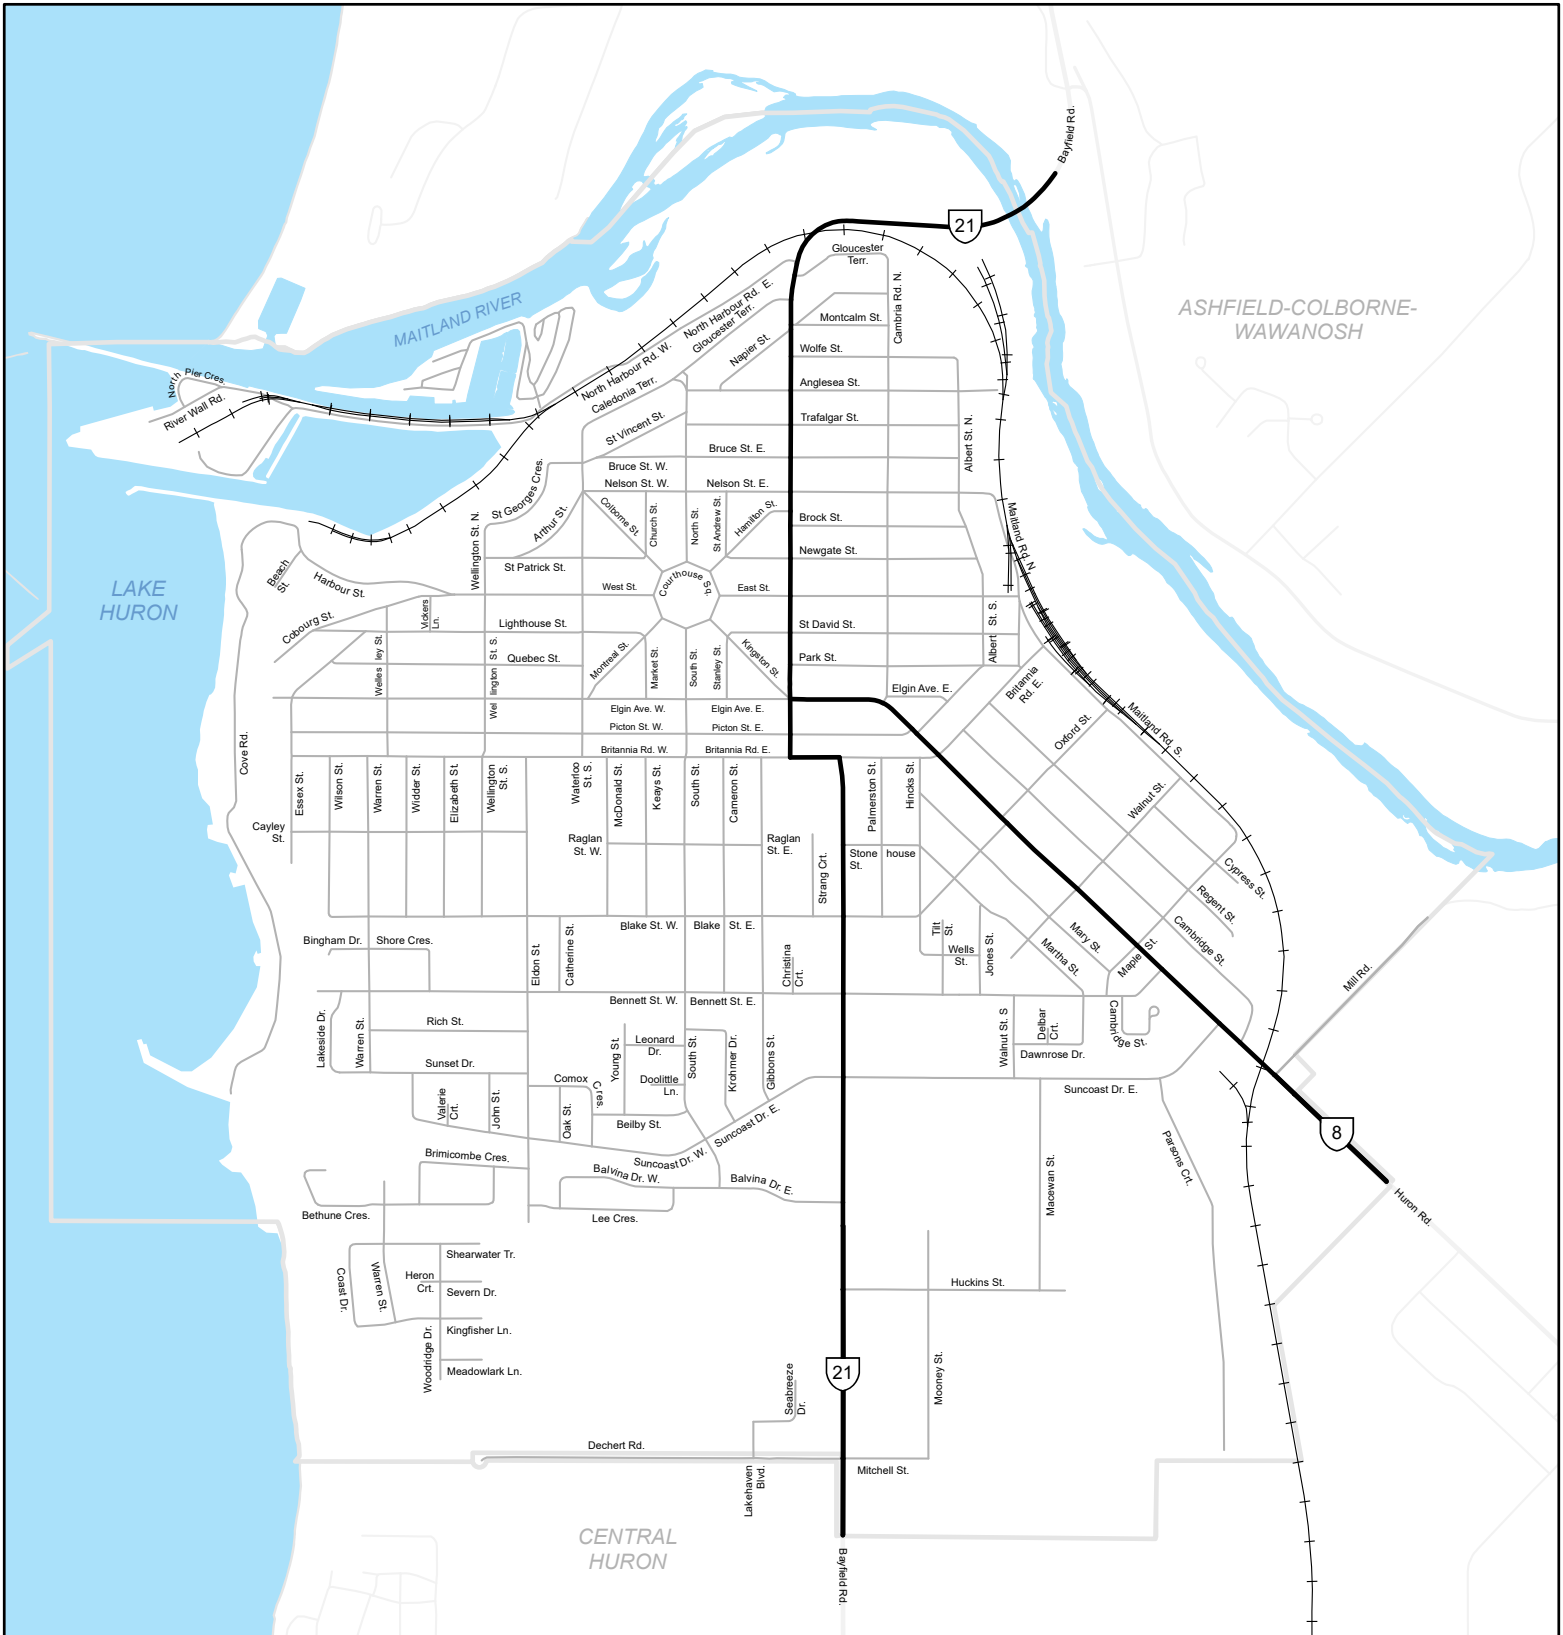 Bayfield Rd.
21
Gloucester
Terr.
ASHFIELD-COLBORNE-
WAWANOSH
MAITLAND RIVER
North Harbour Rd. E.
Gloucester Terr.
Cambria Rd. N.
Montcalm St.
Napier St.
Wolfe St.
North Harbour Rd. W.
Caledonia Terr.
Anglesea St.
North Pier Cres.
River Wall Rd.
Trafalgar St.
St Vincent St.
Albert St. N.
Bruce St. E.
Bruce St. W.
Nelson St. W.
Nelson St. E.
St Georges Cres.
Arthur St.
Colborne St.
Church St.
North St.
St Andrew St.
Hamilton St.
Brock St.
Maitland Rd. N.
Wellington St. N.
Newgate St.
St Patrick St.
Courthouse Sq.
West St.
East St.
LAKE
HURON
Beach
St.
Harbour St.
Cobourg St.
Vickers
Ln.
Lighthouse St.
St David St.
Albert St. S.
Welles ley St.
Wel lington St. S.
Quebec St.
Montreal St.
Market St.
South St.
Stanley St.
Kingston St.
Park St.
Britannia
Rd. E.
Elgin Ave. E.
Elgin Ave. W.
Elgin Ave. E.
Picton St. W.
Picton St. E.
Oxford St.
Maitland Rd. S.
Cove Rd.
Britannia Rd. W.
Britannia Rd. E.
Essex St.
Wilson St.
Warren St.
Widder St.
Elizabeth St.
Wellington
St. S.
Waterloo
St. S.
McDonald St.
Keays St.
South St.
Cameron St.
Palmerston St.
Hincks St.
Walnut St.
Cayley
St.
Raglan
St. W.
Raglan
St. E.
Strang Crt.
Stone house
St.
Cypress St.
Regent St.
Cambridge St.
Blake St. W.
Blake St. E.
Bingham Dr.
Shore Cres.
Eldon St.
Catherine St.
Christina
Crt.
Tilt
St.
Wells
St.
Jones St.
Martha St.
Mary St.
Maple St.
Mill Rd.
Bennett St. W.
Bennett St. E.
Lakeside Dr.
Warren St.
Rich St.
Young St.
Leonard
Dr.
South St.
Krohmer Dr.
Gibbons St.
Walnut St. S
Delbar
Crt.
Cambridge St.
Dawnrose Dr.
Sunset Dr.
Valerie
Crt.
John St.
Comox Cres.
Oak St.
Doolittle
Ln.
Beilby St.
Suncoast Dr. E.
Suncoast Dr. E.
8
Brimicombe Cres.
Suncoast Dr. W.
Balvina Dr. W.
Balvina Dr. E.
Macewan St.
Parsons Crt.
Bethune Cres.
Lee Cres.
Huron Rd.
Coast Dr.
Warren St.
Shearwater Tr.
Heron
Crt.
Severn Dr.
Huckins St.
Woodridge Dr.
Kingfisher Ln.
Meadowlark Ln.
Seabreeze
Dr.
21
Mooney St.
Dechert Rd.
Lakehaven
Blvd.
Mitchell St.
CENTRAL
HURON
Bayfield Rd.